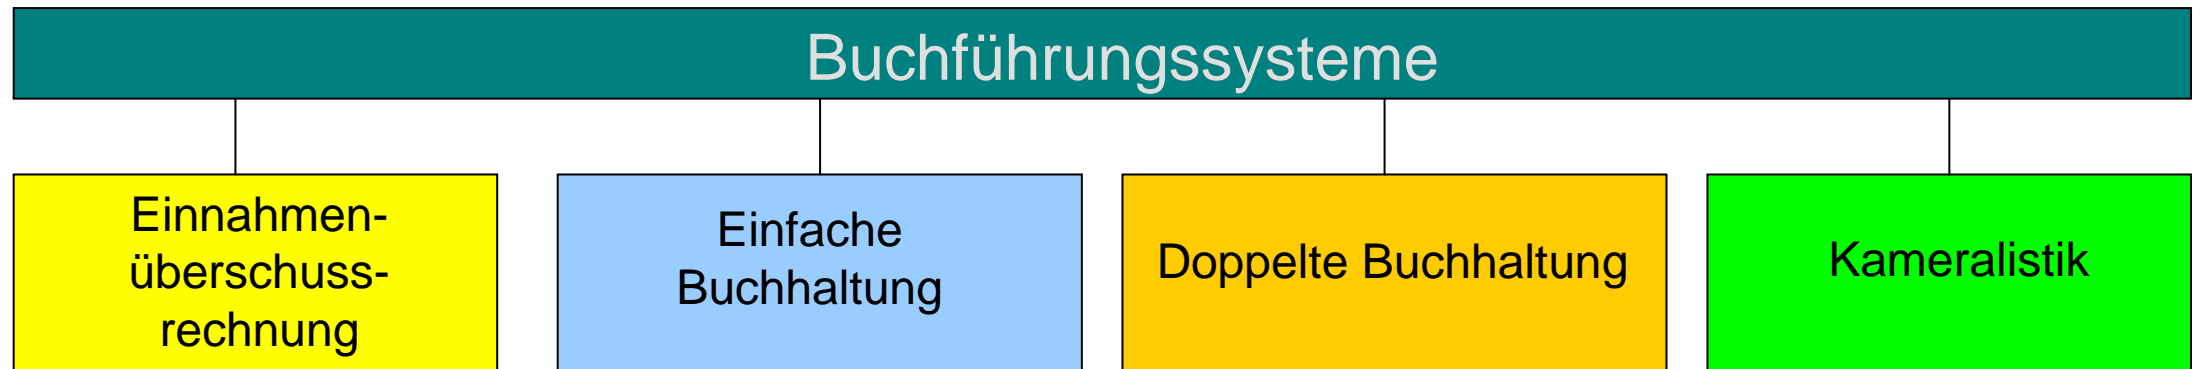 Buchführungssysteme
Einnahmen-
überschuss-
rechnung
Einfache
Buchhaltung
Doppelte Buchhaltung
Kameralistik